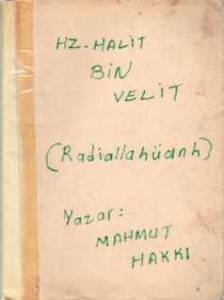 HZ-HALİT
BİN
VELİT
(Radiallahüanh)
Yazar:
MAHMUT
HAKKI